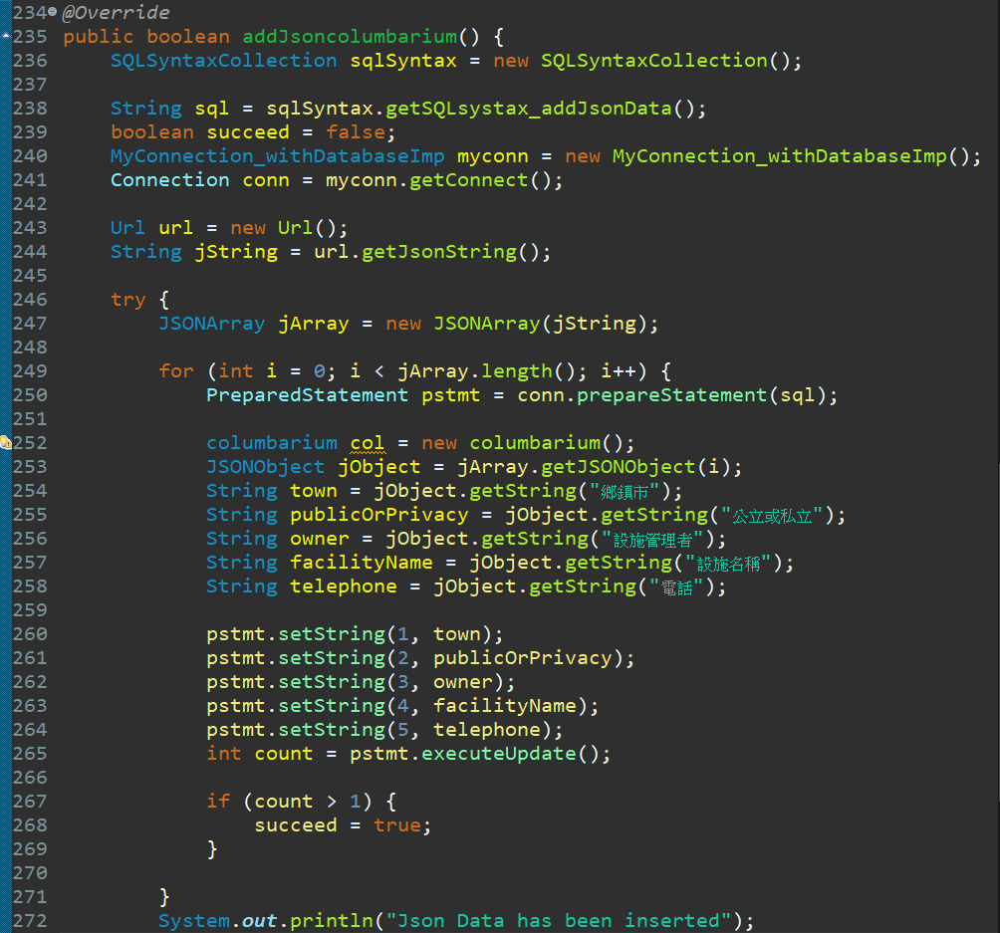 234 @Override
235 public boolean addJsoncolumbarium() {
236     SQLSyntaxCollection sqlSyntax = new SQLSyntaxCollection();
237
238     String sql = sqlSyntax.getSQLsystax_addJsonData();
239     boolean succeed = false;
240     MyConnection_withDatabaseImp myconn = new MyConnection_withDatabaseImp();
241     Connection conn = myconn.getConnect();
242
243     Url url = new Url();
244     String jString = url.getJsonString();
245
246     try {
247         JSONArray jArray = new JSONArray(jString);
248
249         for (int i = 0; i < jArray.length(); i++) {
250             PreparedStatement pstmt = conn.prepareStatement(sql);
251
252             columbarium col = new columbarium();
253             JSONObject jObject = jArray.getJSONObject(i);
254             String town = jObject.getString("鄉鎮市");
255             String publicOrPrivacy = jObject.getString("公立或私立");
256             String owner = jObject.getString("設施管理者");
257             String facilityName = jObject.getString("設施名稱");
258             String telephone = jObject.getString("電話");
259
260             pstmt.setString(1, town);
261             pstmt.setString(2, publicOrPrivacy);
262             pstmt.setString(3, owner);
263             pstmt.setString(4, facilityName);
264             pstmt.setString(5, telephone);
265             int count = pstmt.executeUpdate();
266
267             if (count > 1) {
268                 succeed = true;
269             }
270
271         }
272         System.out.println("Json Data has been inserted");